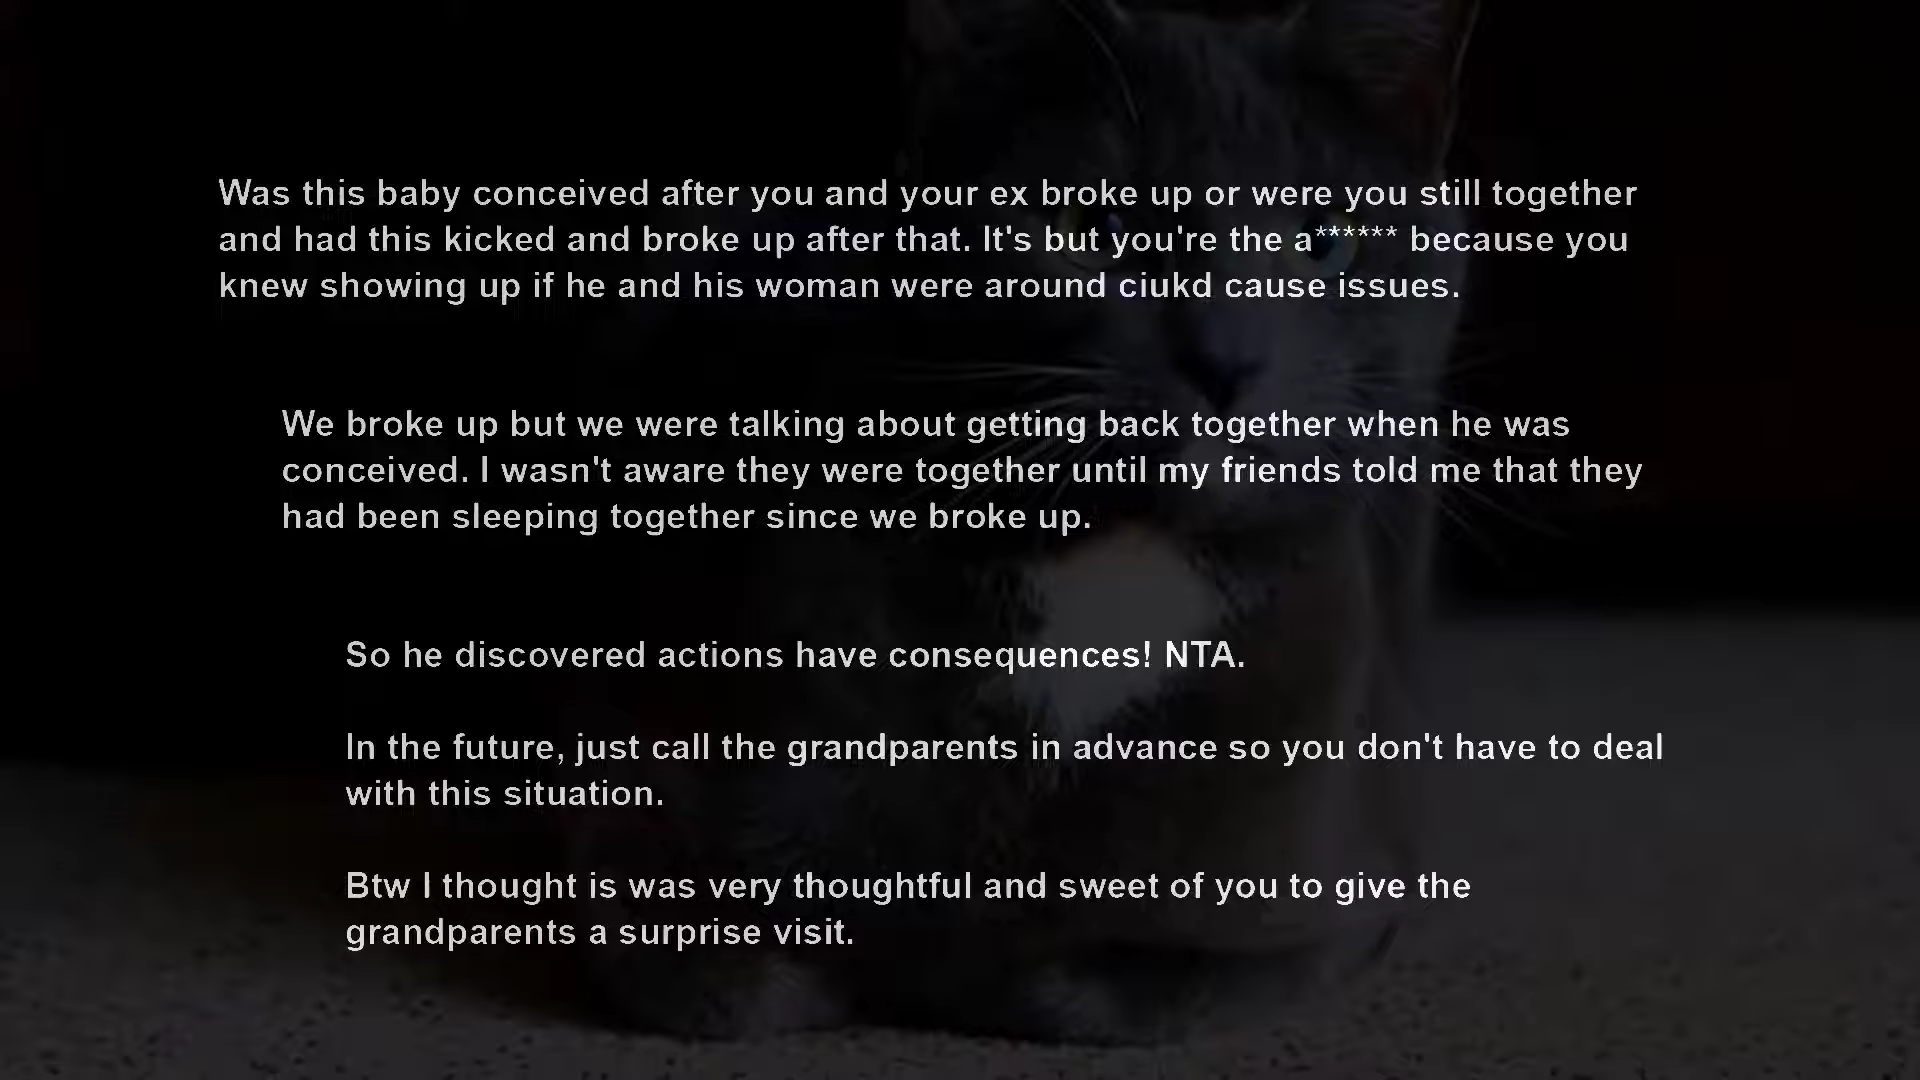 Was this baby conceived after you and your ex broke up or were you still together
and had this kicked and broke up after that. It's but you're the a****** because you
knew showing up if he and his woman were around ciukd cause issues.
We broke up but we were talking about getting back together when he was
conceived. I wasn't aware they were together until my friends told me that they
had been sleeping together since we broke up.
So he discovered actions have consequences! NTA.
In the future, just call the grandparents in advance so you don't have to deal
with this situation.
Btw I thought is was very thoughtful and sweet of you to give the
grandparents a surprise visit.